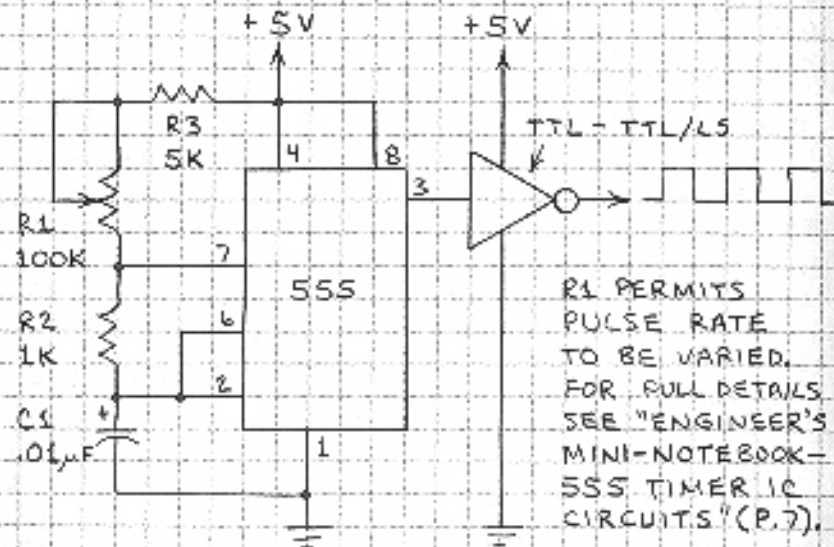 +5V
+5V
TTL-TTL/LS
R3
5K
4
8
3
R1
100K
7
555
6
R2
1K
2
C1
+
.01µF
1
R1 PERMITS
PULSE RATE
TO BE VARIED.
FOR FULL DETAILS
SEE "ENGINEER'S
MINI-NOTEBOOK—
555 TIMER IC
CIRCUITS" (P.7).